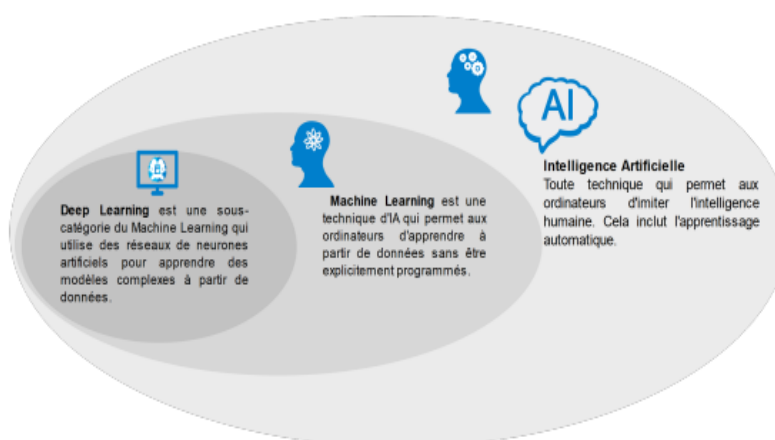 AI
Intelligence Artificielle
Toute technique qui permet aux
ordinateurs d'imiter l'intelligence
humaine. Cela inclut l'apprentissage
automatique.
Machine Learning est une
technique d'IA qui permet aux
ordinateurs d'apprendre à
partir de données sans être
explicitement programmés.
Deep Learning est une sous-
catégorie du Machine Learning qui
utilise des réseaux de neurones
artificiels pour apprendre des
modèles complexes à partir de
données.